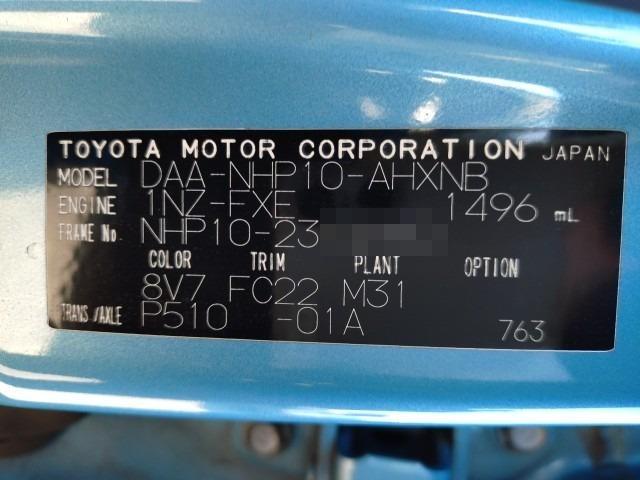 TOYOTA MOTOR CORPORATION JAPAN
MODEL DAA-NHP10-AHXNB
ENGINE 1NZ-FXE 1496 mL
FRAME No NHP10-23
COLOR TRIM PLANT OPTION
8V7 FC22 M31
TRANS./AXLE P510 -01A 763